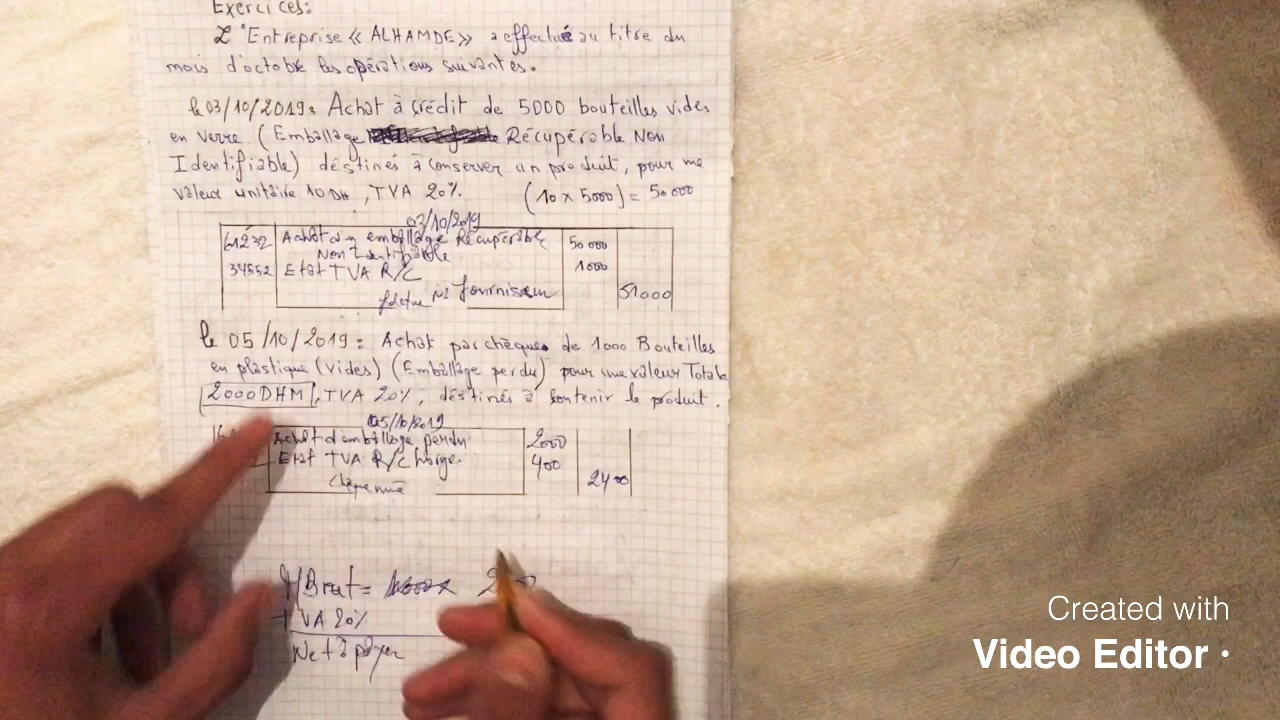 Exercices:
L'Entreprise « ALHAMDE » a effectué au titre du
mois d'octobre les opérations suivantes.
le 03/10/2019: Achat à crédit de 5000 bouteilles vides
en verre (Emballage Récupérable Non
Identifiable) déstinés à conserver un produit, pour une
valeur unitaire 10 DH, TVA 20%. (10 x 5000) = 50 000
03/10/2019
61232 Achat d'emballage Récupérable 50 000
Non Identifiable
34552 Etat TVA R/C 1000
Fournisseur 51000
facture N°
le 05/10/2019: Achat par chèque de 1000 Bouteilles
en plastique (vides) (Emballage perdu) pour une valeur Totale
2000DHM, TVA 20%, déstinés à contenir le produit.
05/10/2019
Achat d'emballage perdu 2000
Etat TVA R/Charge. 400
2400
Chèque
Brut =
+ TVA 20%
Net à payer
Created with
Video Editor